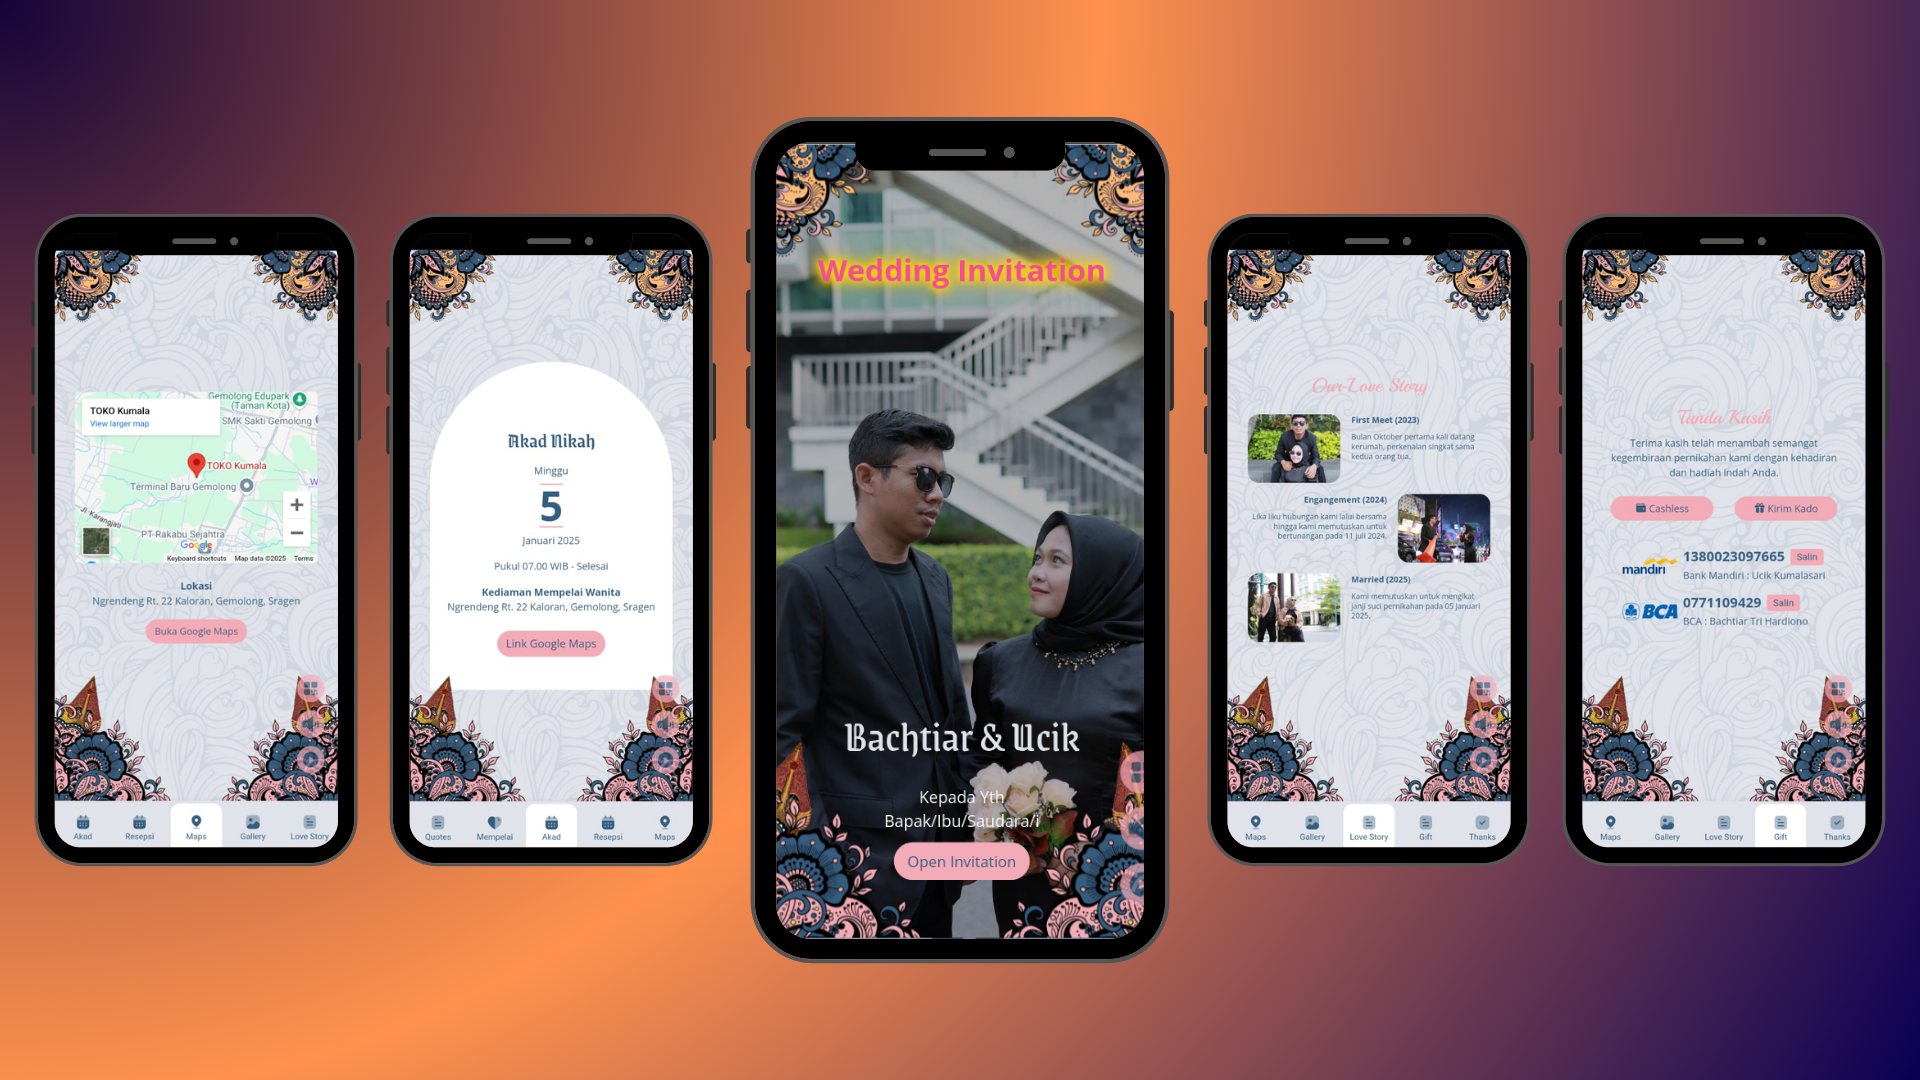 TOKO Kumala
View larger map
Gemolong Edupark
(Taman Kota)
SMK Sakti Gemolong
TOKO Kumala
Terminal Baru Gemolong
W
Jl. Karangjati
PT-Rakabu Sejahtra
Google
Keyboard shortcuts Map data ©2025 Terms
Lokasi
Ngrendeng Rt. 22 Kaloran, Gemolong, Sragen
Buka Google Maps
Akad Resepsi Maps Gallery Love Story
Akad Nikah
Minggu
5
Januari 2025
Pukul 07.00 WIB - Selesai
Kediaman Mempelai Wanita
Ngrendeng Rt. 22 Kaloran, Gemolong, Sragen
Link Google Maps
Quotes Mempelai Akad Resepsi Maps
Wedding Invitation
Bachtiar & Ucik
Kepada Yth
Bapak/Ibu/Saudara/i
Open Invitation
Our Love Story
First Meet (2023)
Bulan Oktober pertama kali datang
kerumah, perkenalan singkat sama
kedua orang tua.
Engangement (2024)
Lika liku hubungan kami lalui bersama
hingga kami memutuskan untuk
bertunangan pada 11 juli 2024.
Married (2025)
Kami memutuskan untuk mengikat
janji suci pernikahan pada 05 Januari
2025.
Maps Gallery Love Story Gift Thanks
Tanda Kasih
Terima kasih telah menambah semangat
kegembiraan pernikahan kami dengan kehadiran
dan hadiah indah Anda.
Cashless Kirim Kado
mandiri 1380023097665 Salin
Bank Mandiri : Ucik Kumalasari
BCA 0771109429 Salin
BCA : Bachtiar Tri Hardiono
Maps Gallery Love Story Gift Thanks